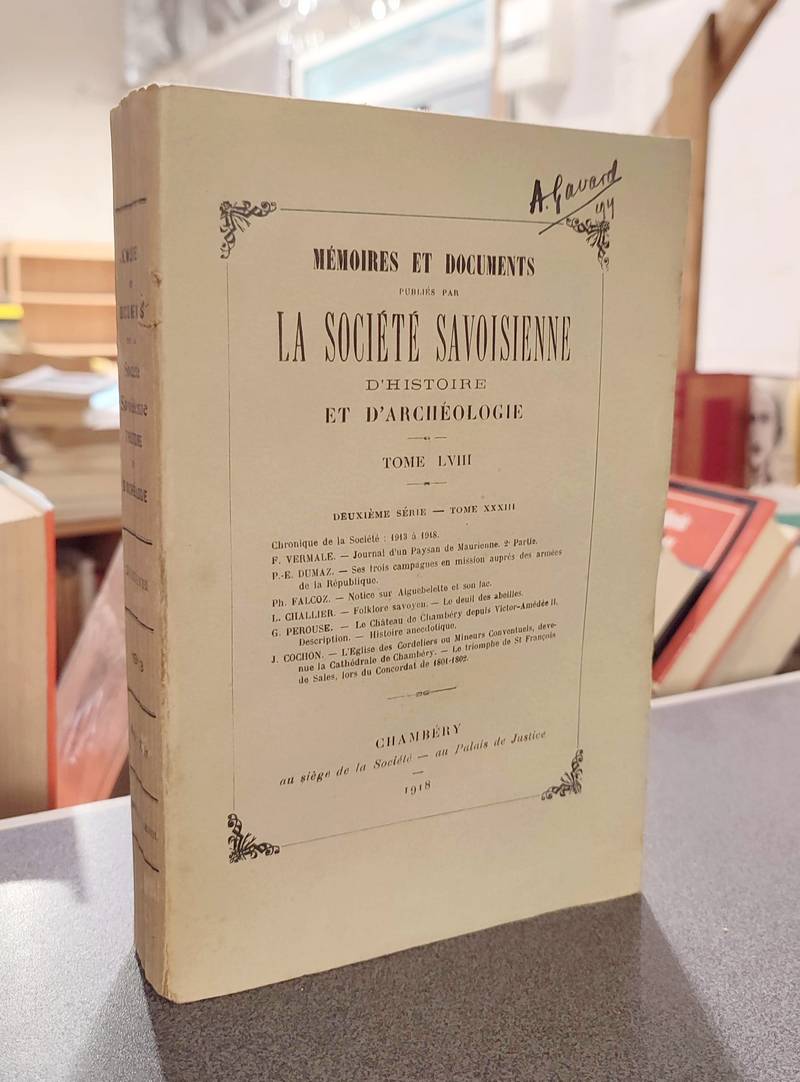 A. Gavard
MÉMOIRES ET DOCUMENTS
PUBLIÉS PAR
LA SOCIÉTÉ SAVOISIENNE
D'HISTOIRE
ET D'ARCHÉOLOGIE
TOME LVIII
DEUXIÈME SÉRIE — TOME XXXIII
Chronique de la Société : 1913 à 1918.
F. VERMALE. — Journal d'un Paysan de Maurienne. 2e Partie.
P.-E. DUMAZ. — Ses trois campagnes en mission auprés des armées
de la République.
Ph. FALCOZ. — Notice sur Aiguebelette et son lac.
L. CHALLIER. — Folklore savoyen. — Le deuil des abeilles.
G. PEROUSE. — Le Château de Chambéry depuis Victor-Amédée II.
Description. — Histoire anecdotique.
J. COCHON. — L'Eglise des Cordeliers ou Mineurs Conventuels, deve-
nue la Cathédrale de Chambéry. — Le triomphe de St François
de Sales, lors du Concordat de 1801-1802.
CHAMBÉRY
au siège de la Société — au Palais de Justice
1918